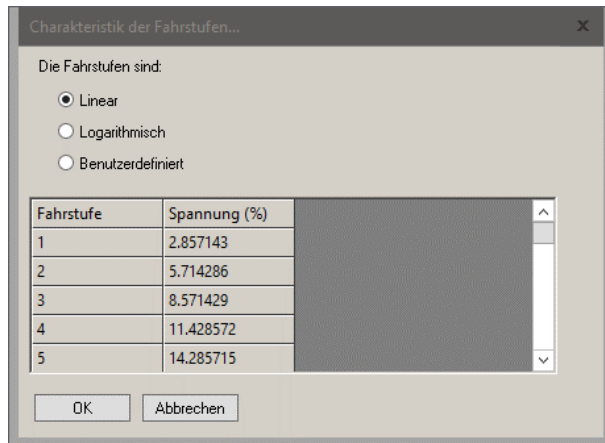 Charakteristik der Fahrstufen...
Die Fahrstufen sind:
Linear
Logarithmisch
Benutzerdefiniert
Fahrstufe Spannung (%)
1 2.857143
2 5.714286
3 8.571429
4 11.428572
5 14.285715
OK Abbrechen